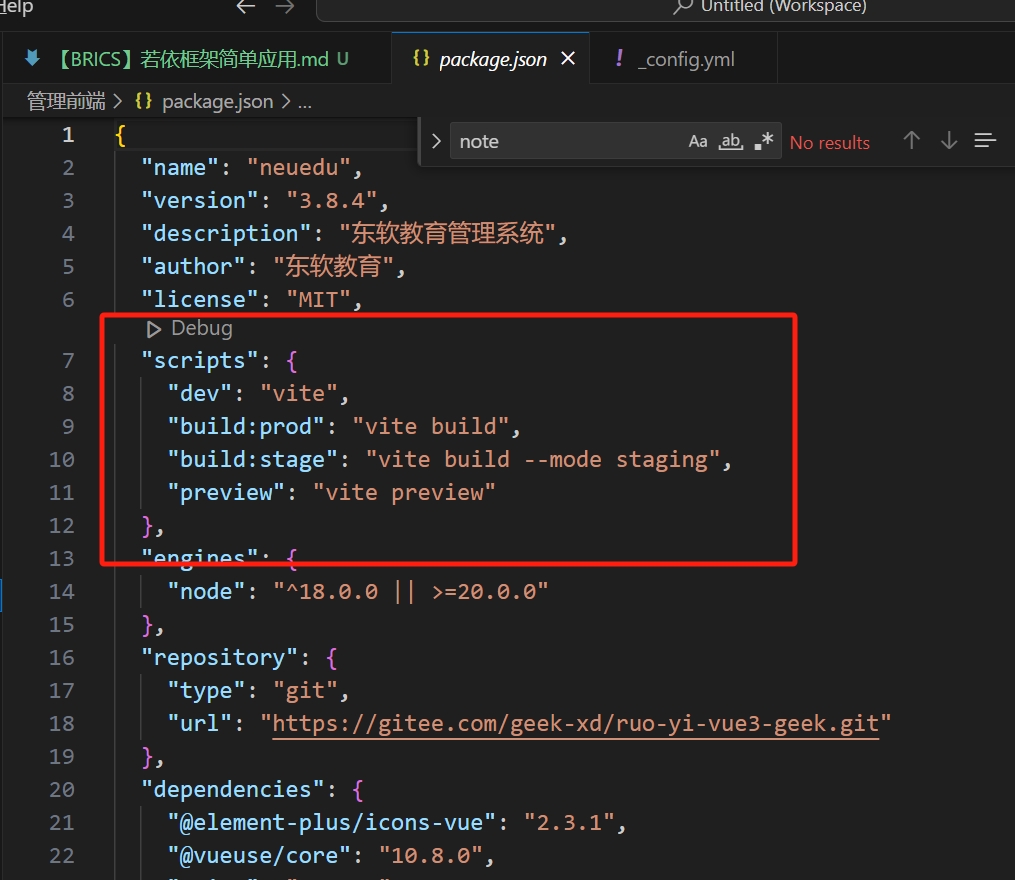 Help
Untitled (Workspace)
【BRICS】若依框架简单应用.md U
{} package.json
! _config.yml
管理前端 > {} package.json > ...
note
Aa ab .* No results
1 {
2 "name": "neuedu",
3 "version": "3.8.4",
4 "description": "东软教育管理系统",
5 "author": "东软教育",
6 "license": "MIT",
Debug
7 "scripts": {
8 "dev": "vite",
9 "build:prod": "vite build",
10 "build:stage": "vite build --mode staging",
11 "preview": "vite preview"
12 },
13 "engines": {
14 "node": "^18.0.0 || >=20.0.0"
15 },
16 "repository": {
17 "type": "git",
18 "url": "https://gitee.com/geek-xd/ruo-yi-vue3-geek.git"
19 },
20 "dependencies": {
21 "@element-plus/icons-vue": "2.3.1",
22 "@vueuse/core": "10.8.0",